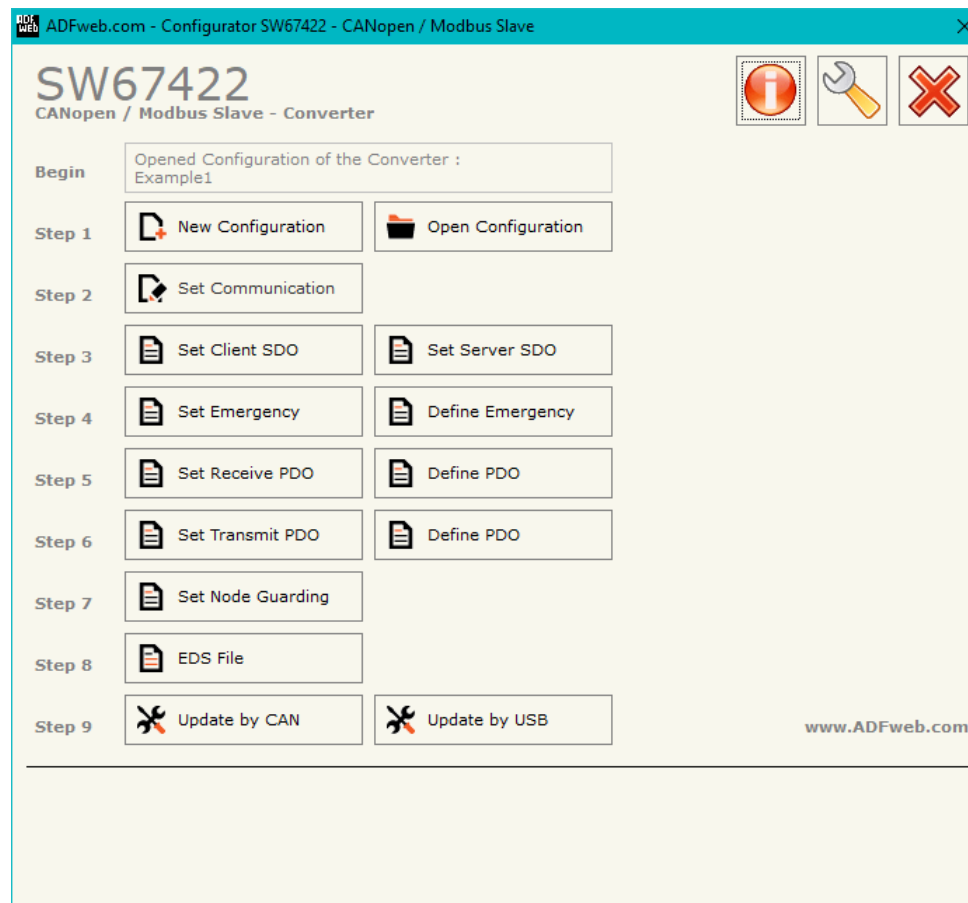 ADF web ADFweb.com - Configurator SW67422 - CANopen / Modbus Slave
SW67422
CANopen / Modbus Slave - Converter
Begin
Opened Configuration of the Converter :
Example1
Step 1 New Configuration Open Configuration
Step 2 Set Communication
Step 3 Set Client SDO Set Server SDO
Step 4 Set Emergency Define Emergency
Step 5 Set Receive PDO Define PDO
Step 6 Set Transmit PDO Define PDO
Step 7 Set Node Guarding
Step 8 EDS File
Step 9 Update by CAN Update by USB
www.ADFweb.com